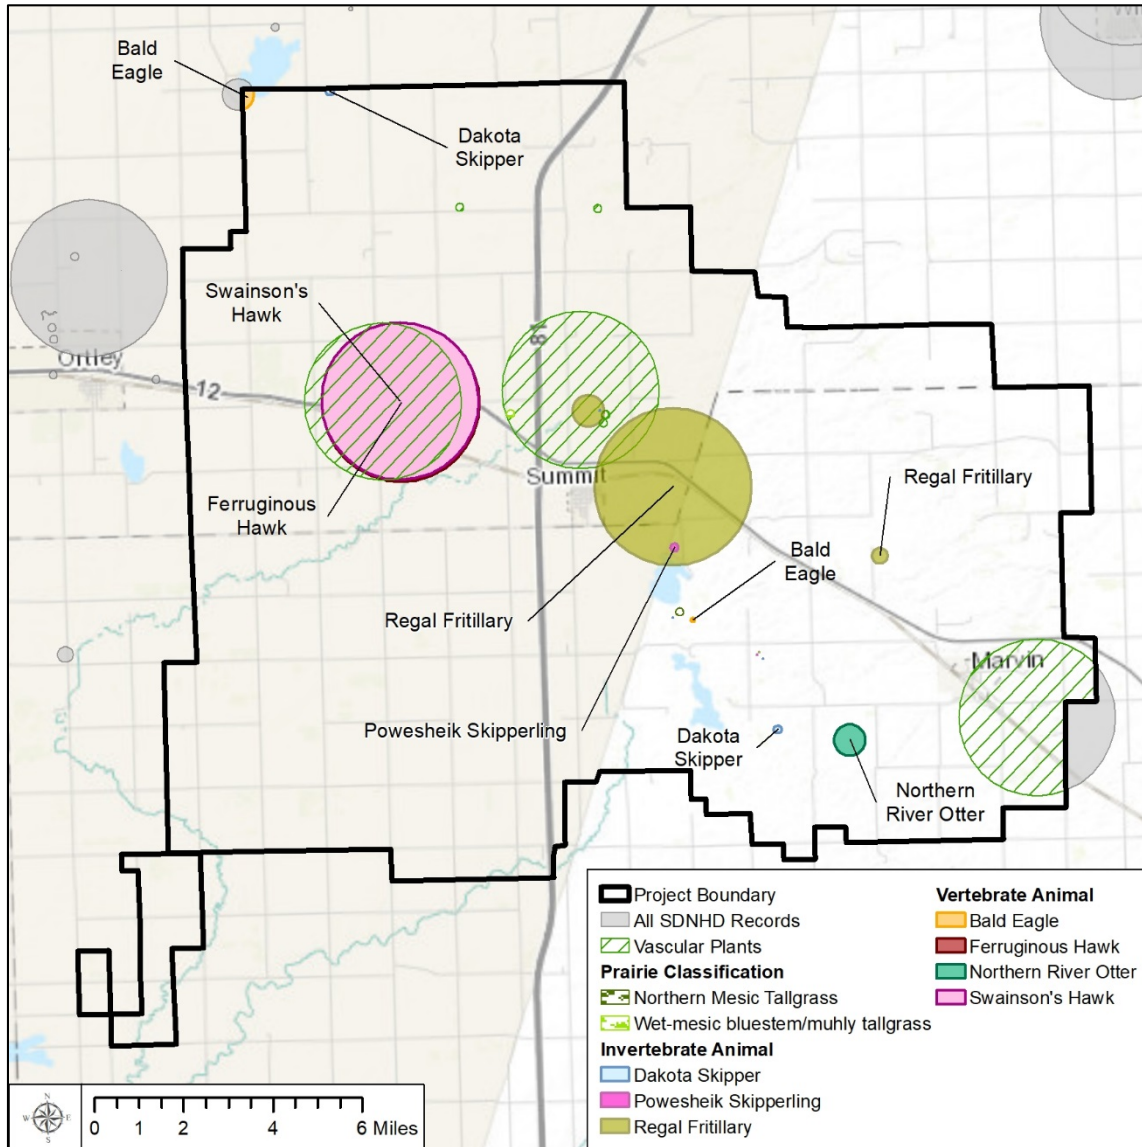 Wil
Bald
Eagle
Dakota
Skipper
Swainson's
Hawk
81
Ortley
12
Summit
Ferruginous
Hawk
Regal Fritillary
Bald
Eagle
Regal Fritillary
Marvin
Powesheik Skipperling
Dakota
Skipper
Northern
River Otter
Project Boundary
All SDNHD Records
Vascular Plants
Prairie Classification
Northern Mesic Tallgrass
Wet-mesic bluestem/muhly tallgrass
Invertebrate Animal
Dakota Skipper
Powesheik Skipperling
Regal Fritillary
Vertebrate Animal
Bald Eagle
Ferruginous Hawk
Northern River Otter
Swainson's Hawk
N
W E
S
0 1 2 4 6 Miles